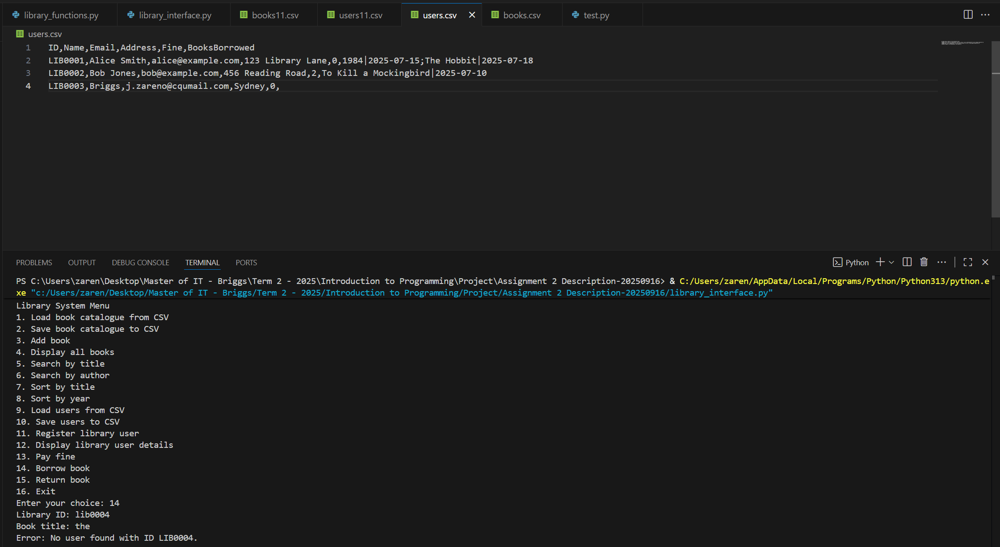 library_functions.py library_interface.py books11.csv users11.csv users.csv books.csv test.py
users.csv
1 ID,Name,Email,Address,Fine,BooksBorrowed
2 LIB0001,Alice Smith,alice@example.com,123 Library Lane,0,1984|2025-07-15;The Hobbit|2025-07-18
3 LIB0002,Bob Jones,bob@example.com,456 Reading Road,2,To Kill a Mockingbird|2025-07-10
4 LIB0003,Briggs,j.zareno@cqumail.com,Sydney,0,
PROBLEMS OUTPUT DEBUG CONSOLE TERMINAL PORTS Python
PS C:\Users\zaren\Desktop\Master of IT - Briggs\Term 2 - 2025\Introduction to Programming\Project\Assignment 2 Description-20250916> & C:/Users/zaren/AppData/Local/Programs/Python/Python313/python.e
xe "c:/Users/zaren/Desktop/Master of IT - Briggs/Term 2 - 2025/Introduction to Programming/Project/Assignment 2 Description-20250916/library_interface.py"
Library System Menu
1. Load book catalogue from CSV
2. Save book catalogue to CSV
3. Add book
4. Display all books
5. Search by title
6. Search by author
7. Sort by title
8. Sort by year
9. Load users from CSV
10. Save users to CSV
11. Register library user
12. Display library user details
13. Pay fine
14. Borrow book
15. Return book
16. Exit
Enter your choice: 14
Library ID: lib0004
Book title: the
Error: No user found with ID LIB0004.